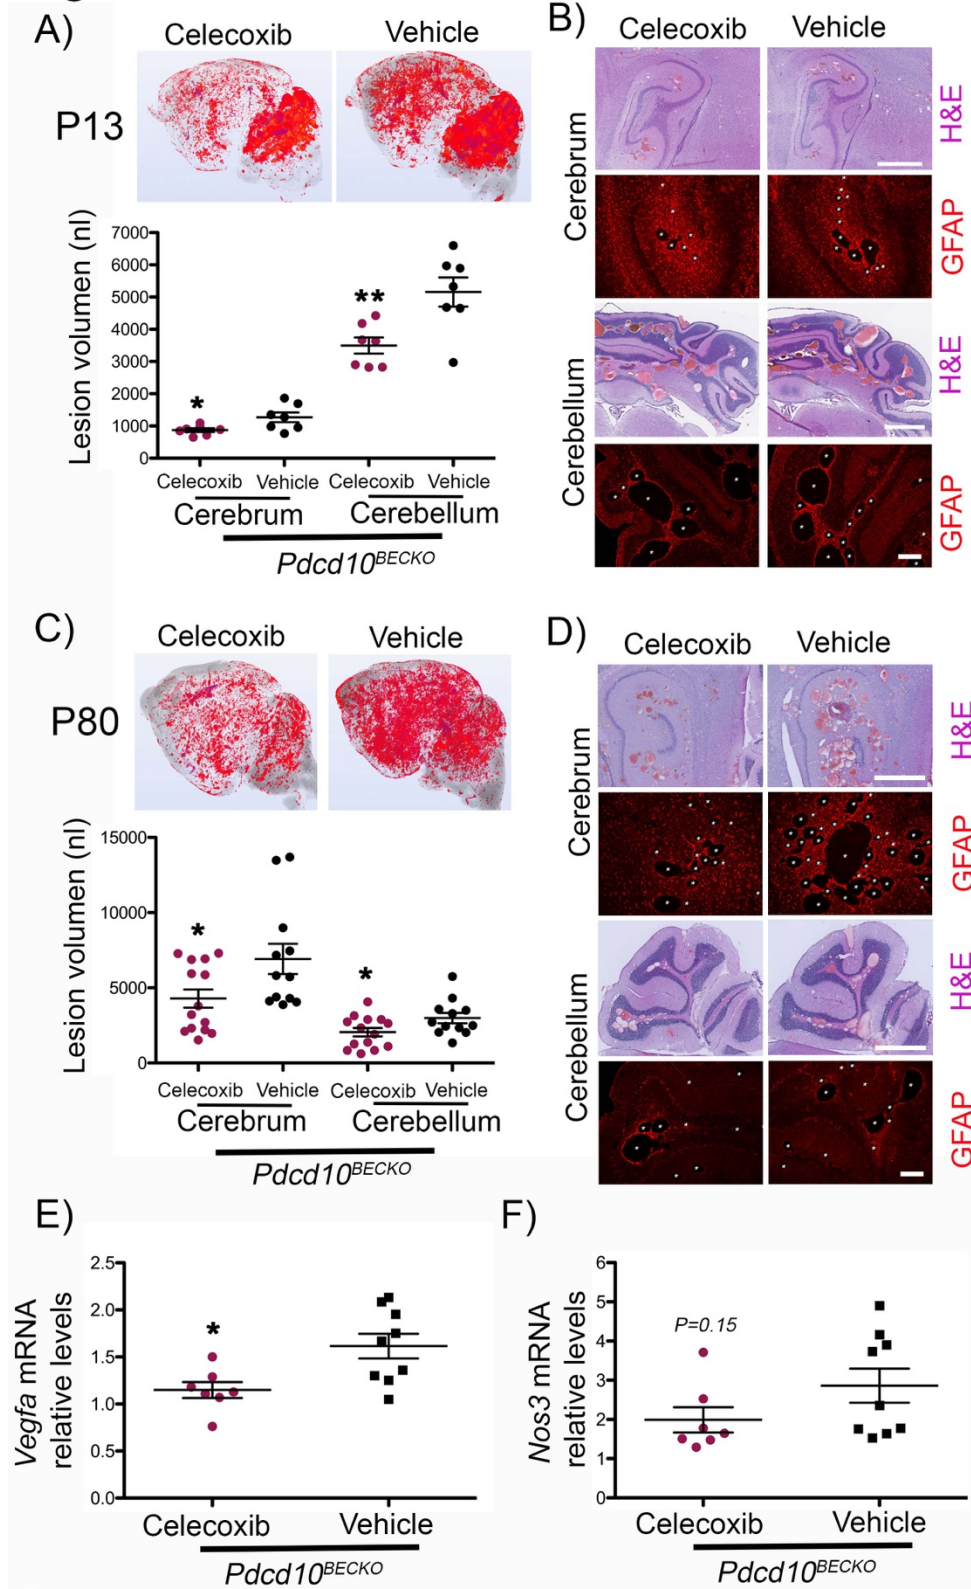 A)
Celecoxib
Vehicle
P13
Lesion volumen (nl)
7000
6000
5000
4000
3000
2000
1000
0
*
**
Celecoxib Vehicle Celecoxib Vehicle
Cerebrum Cerebellum
Pdcd10BECKO
B)
Celecoxib Vehicle
Cerebrum
H&E
GFAP
Cerebellum
H&E
GFAP
C)
Celecoxib Vehicle
P80
Lesion volumen (nl)
15000
10000
5000
0
*
*
Celecoxib Vehicle Celecoxib Vehicle
Cerebrum Cerebellum
Pdcd10BECKO
D)
Celecoxib Vehicle
Cerebrum
H&E
GFAP
Cerebellum
H&E
GFAP
E)
Vegfa mRNA
relative levels
2.5
2.0
1.5
1.0
0.5
0.0
*
Celecoxib Vehicle
Pdcd10BECKO
F)
Nos3 mRNA
relative levels
6
5
4
3
2
1
0
P=0.15
Celecoxib Vehicle
Pdcd10BECKO